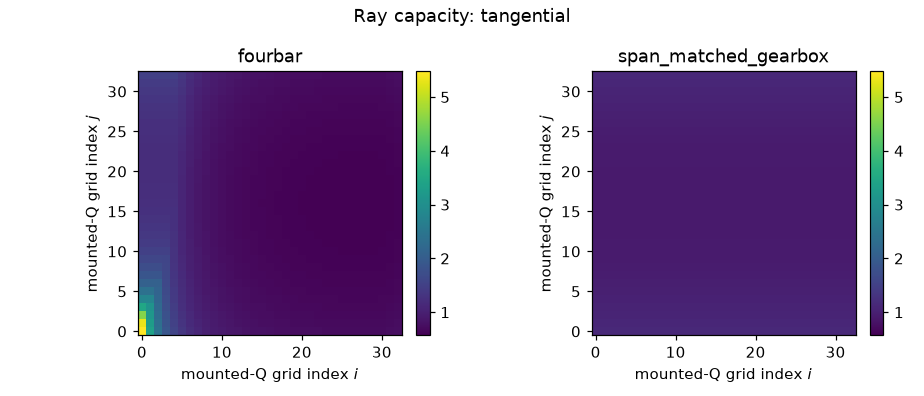 Ray capacity: tangential
fourbar
30
25
20
15
10
5
0
mounted-Q grid index j
0 10 20 30
mounted-Q grid index i
5
4
3
2
1
span_matched_gearbox
30
25
20
15
10
5
0
mounted-Q grid index j
0 10 20 30
mounted-Q grid index i
5
4
3
2
1